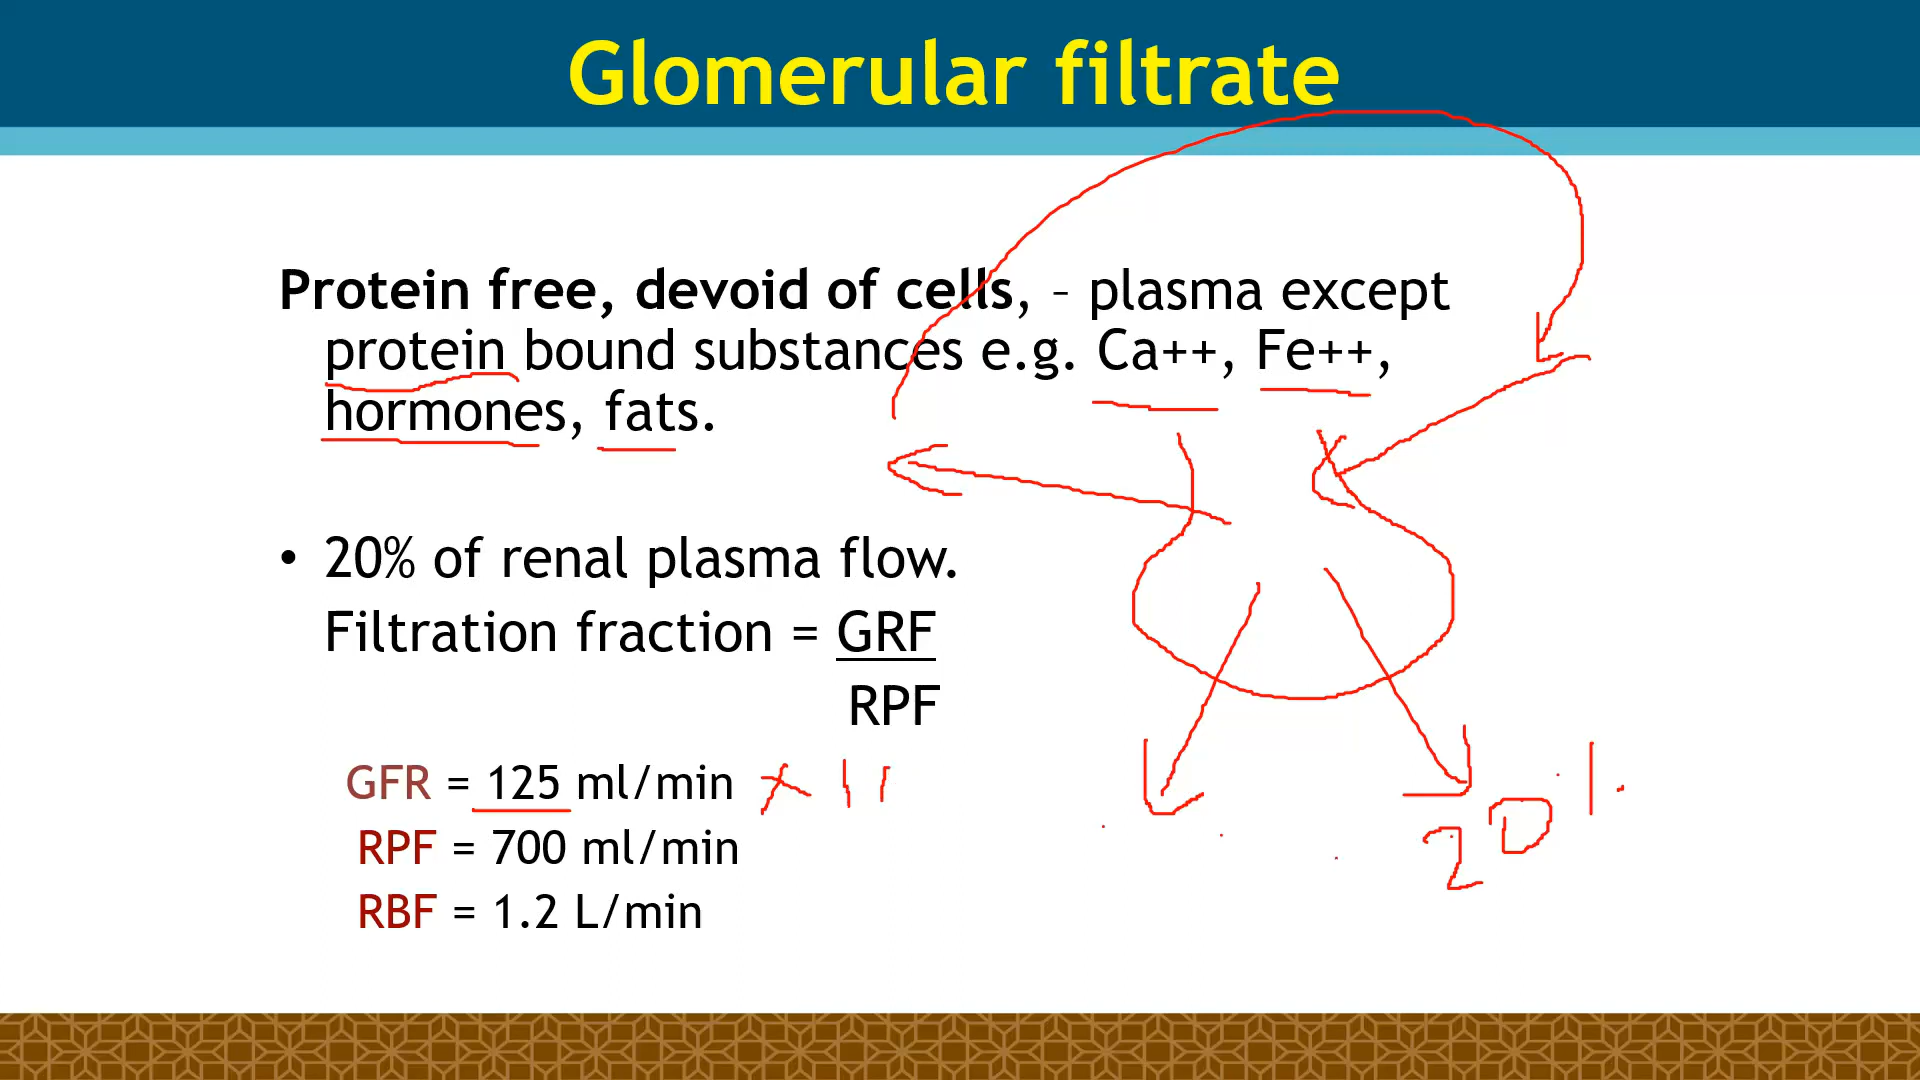 Glomerular filtrate
Protein free, devoid of cells, – plasma except
protein bound substances e.g. Ca++, Fe++,
hormones, fats.
• 20% of renal plasma flow.
Filtration fraction = GRF
RPF
GFR = 125 ml/min
RPF = 700 ml/min
RBF = 1.2 L/min
20%